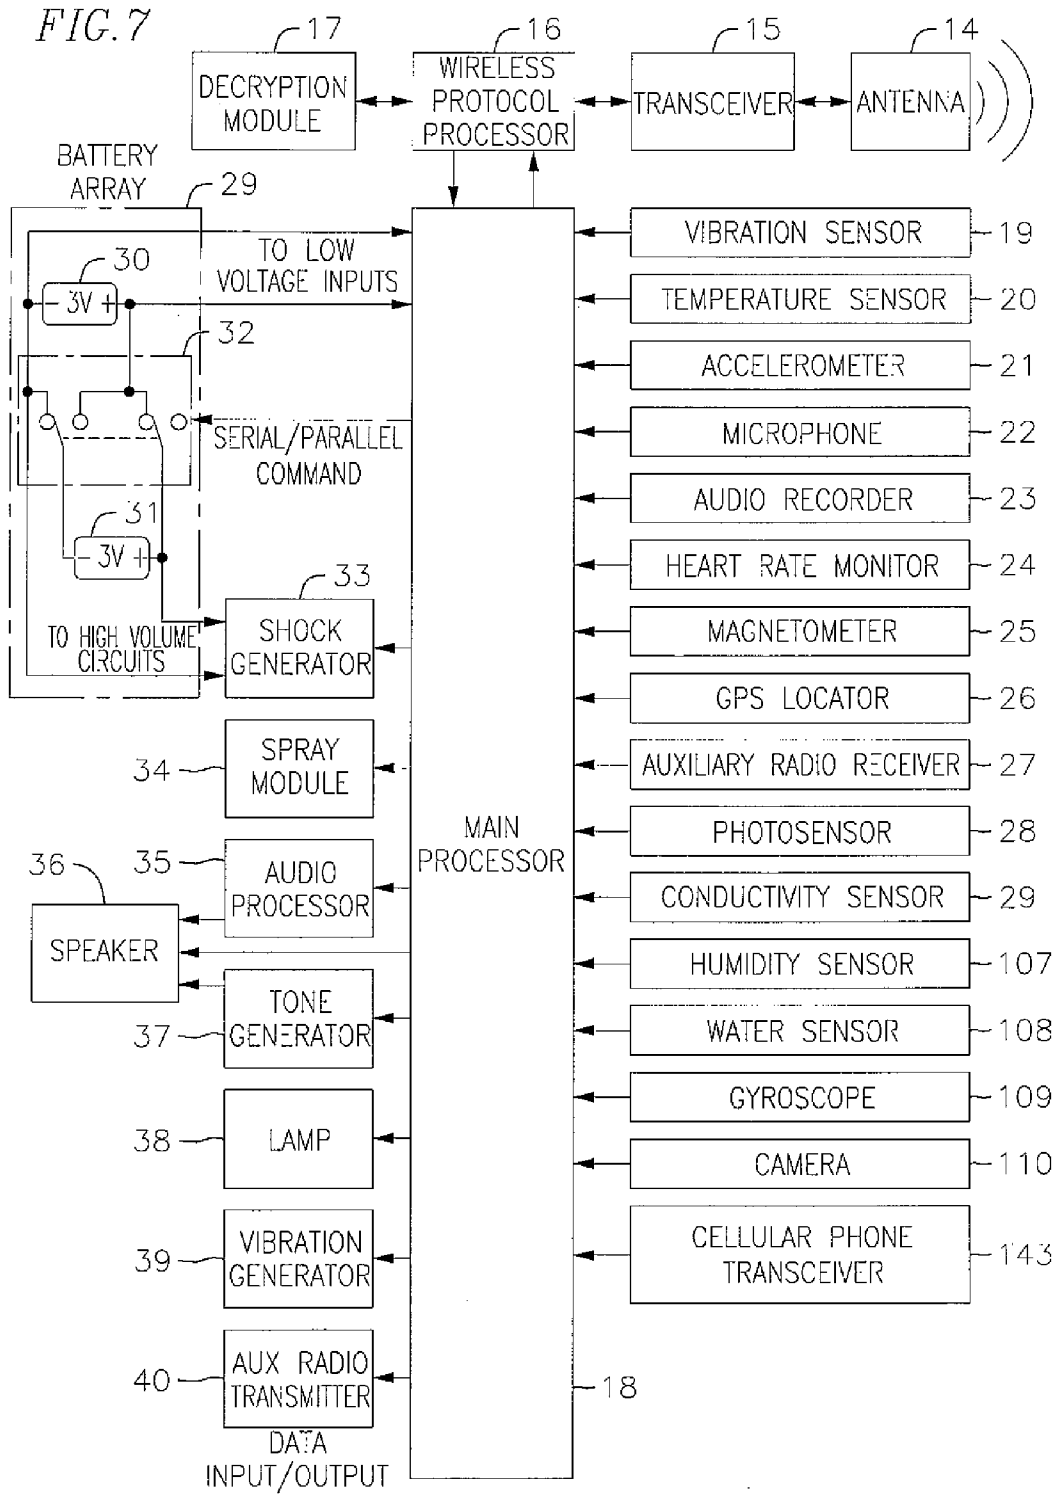 FIG. 7
17
16
15
14
DECRYPTION
MODULE
WIRELESS
PROTOCOL
PROCESSOR
TRANSCEIVER
ANTENNA
BATTERY
ARRAY
29
TO LOW
VOLTAGE INPUTS
30
- 3V +
32
SERIAL/PARALLEL
COMMAND
31
- 3V +
TO HIGH VOLUME
CIRCUITS
33
SHOCK
GENERATOR
34
SPRAY
MODULE
35
AUDIO
PROCESSOR
36
SPEAKER
37
TONE
GENERATOR
38
LAMP
39
VIBRATION
GENERATOR
40
AUX RADIO
TRANSMITTER
DATA
INPUT/OUTPUT
MAIN
PROCESSOR
18
VIBRATION SENSOR 19
TEMPERATURE SENSOR 20
ACCELEROMETER 21
MICROPHONE 22
AUDIO RECORDER 23
HEART RATE MONITOR 24
MAGNETOMETER 25
GPS LOCATOR 26
AUXILIARY RADIO RECEIVER 27
PHOTOSENSOR 28
CONDUCTIVITY SENSOR 29
HUMIDITY SENSOR 107
WATER SENSOR 108
GYROSCOPE 109
CAMERA 110
CELLULAR PHONE
TRANSCEIVER
143